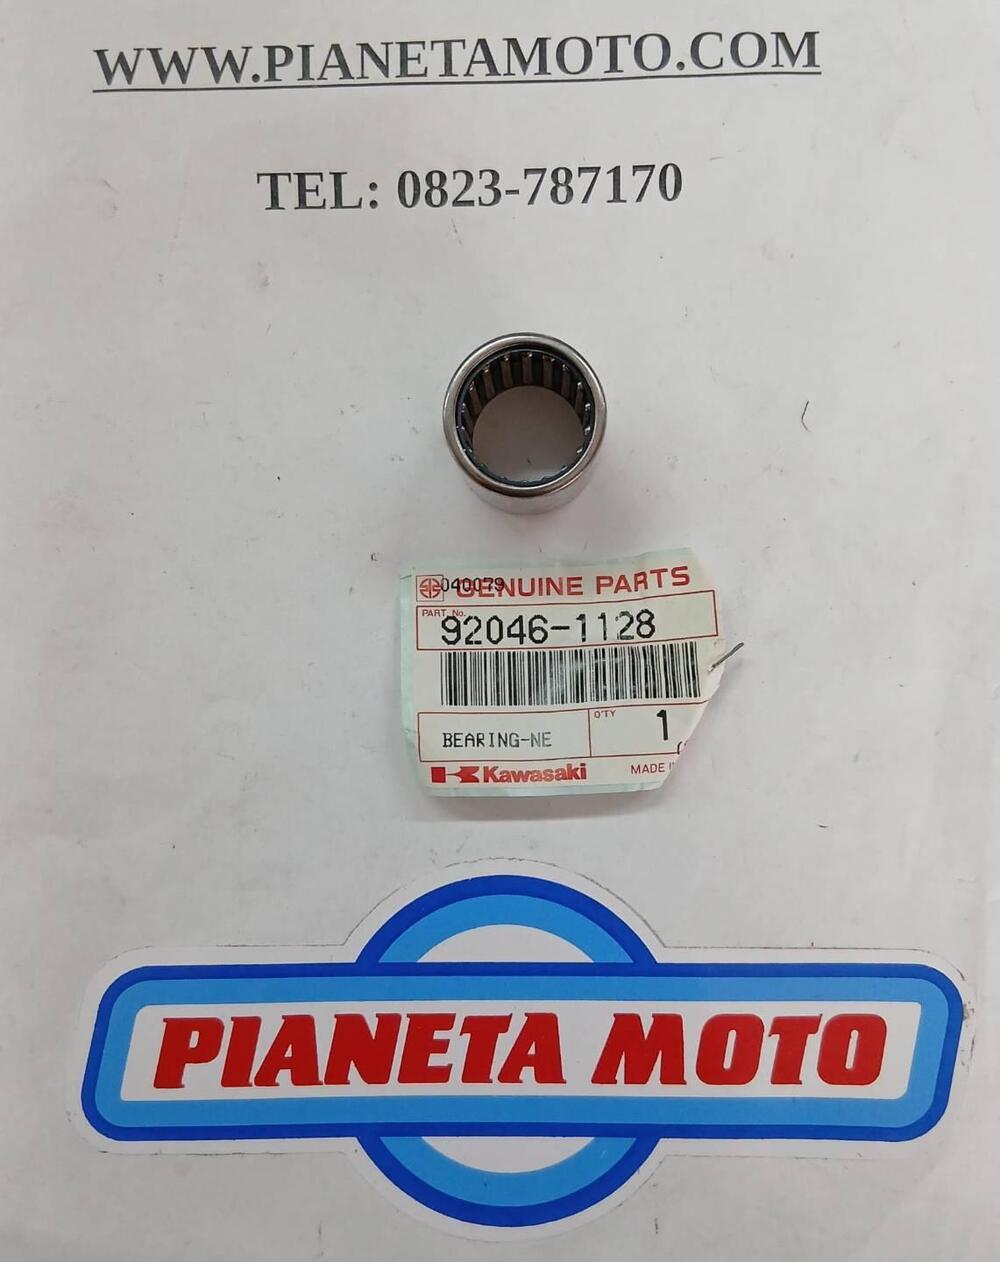 WWW.PIANETAMOTO.COM
TEL: 0823-787170
040079
GENUINE PARTS
PART. No.
92046-1128
BEARING-NE
Q'TY
1
Kawasaki
MADE
PIANETA MOTO